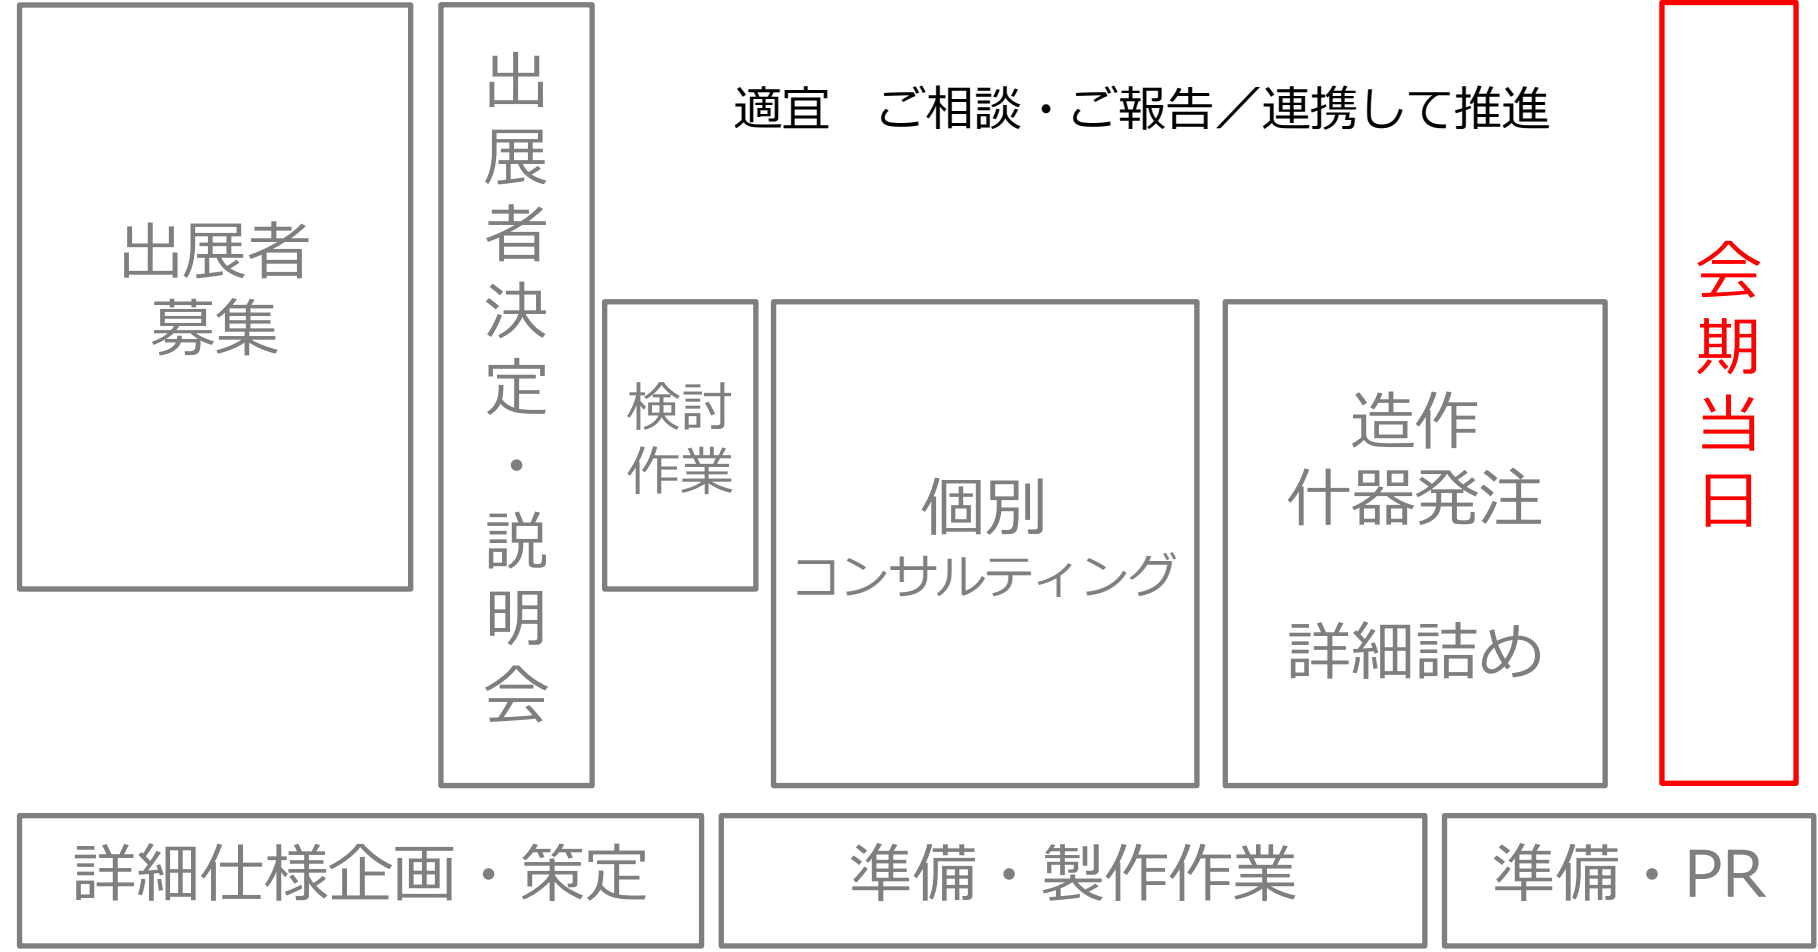 出展者
募集
出展者決定・説明会
適宜　ご相談・ご報告／連携して推進
検討
作業
個別
コンサルティング
造作
什器発注
詳細詰め
会期当日
詳細仕様企画・策定
準備・製作作業
準備・PR